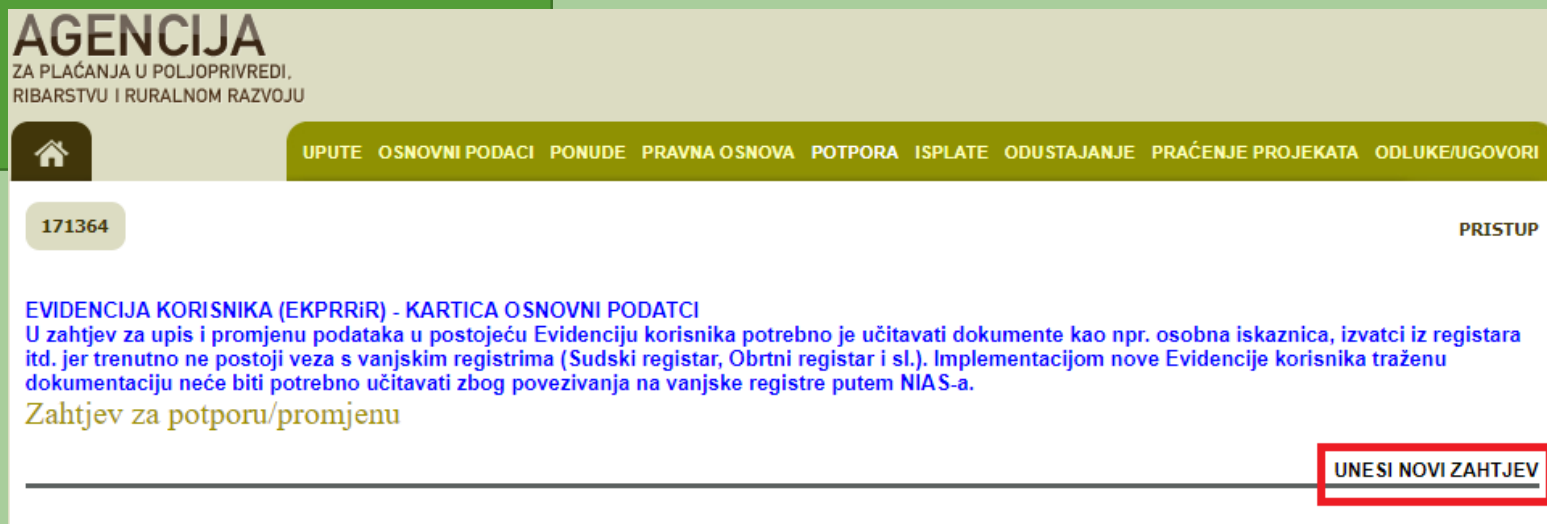 AGENCIJA
ZA PLAĆANJA U POLJOPRIVREDI,
RIBARSTVU I RURALNOM RAZVOJU
UPUTE OSNOVNI PODACI PONUDE PRAVNA OSNOVA POTPORA ISPLATE ODUSTAJANJE PRAĆENJE PROJEKATA ODLUKE/UGOVORI
171364
PRISTUP
EVIDENCIJA KORISNIKA (EKPRRiR) - KARTICA OSNOVNI PODATCI
U zahtjev za upis i promjenu podataka u postojeću Evidenciju korisnika potrebno je učitavati dokumente kao npr. osobna iskaznica, izvatci iz registara
itd. jer trenutno ne postoji veza s vanjskim registrima (Sudski registar, Obrtni registar i sl.). Implementacijom nove Evidencije korisnika traženu
dokumentaciju neće biti potrebno učitavati zbog povezivanja na vanjske registre putem NIAS-a.
Zahtjev za potporu/promjenu
UNESI NOVI ZAHTJEV